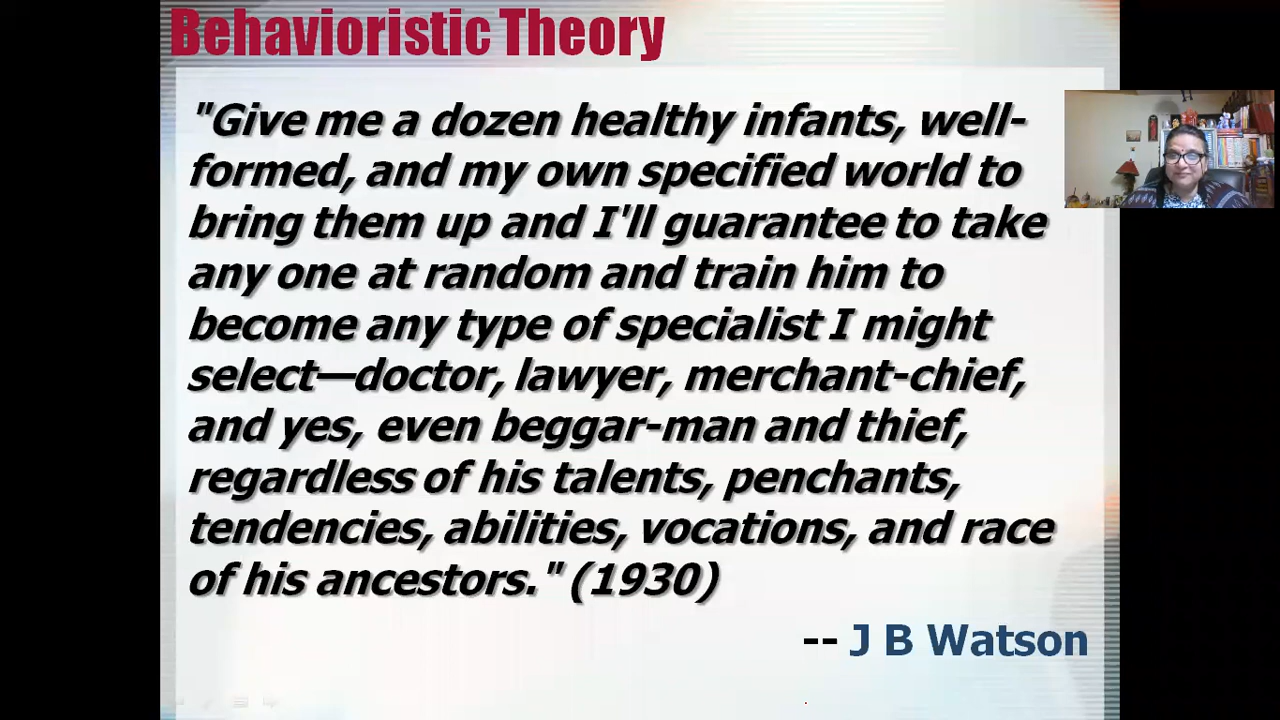 Behavioristic Theory
"Give me a dozen healthy infants, well-
formed, and my own specified world to
bring them up and I'll guarantee to take
any one at random and train him to
become any type of specialist I might
select—doctor, lawyer, merchant-chief,
and yes, even beggar-man and thief,
regardless of his talents, penchants,
tendencies, abilities, vocations, and race
of his ancestors." (1930)
-- J B Watson